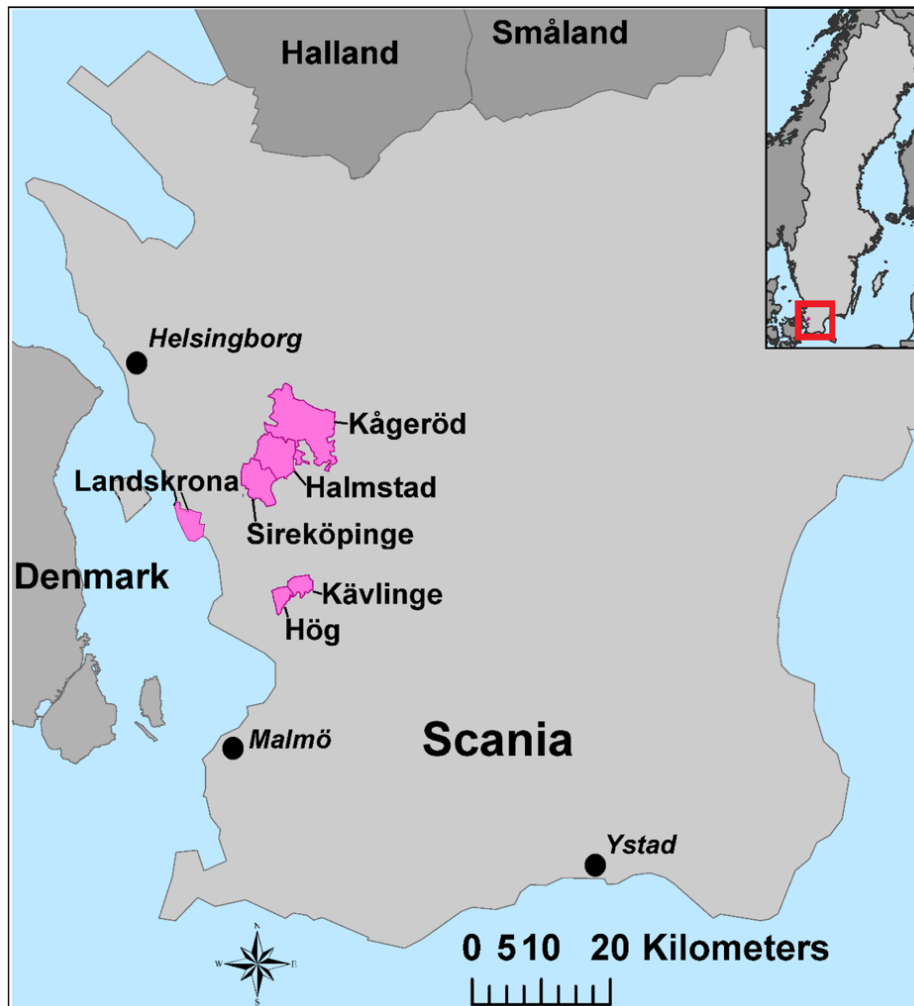 Halland
Småland
Helsingborg
Kågeröd
Landskrona
Halmstad
Sireköpinge
Denmark
Kävlinge
Hög
Scania
Malmö
Ystad
N
W E
S
0 5 10 20 Kilometers